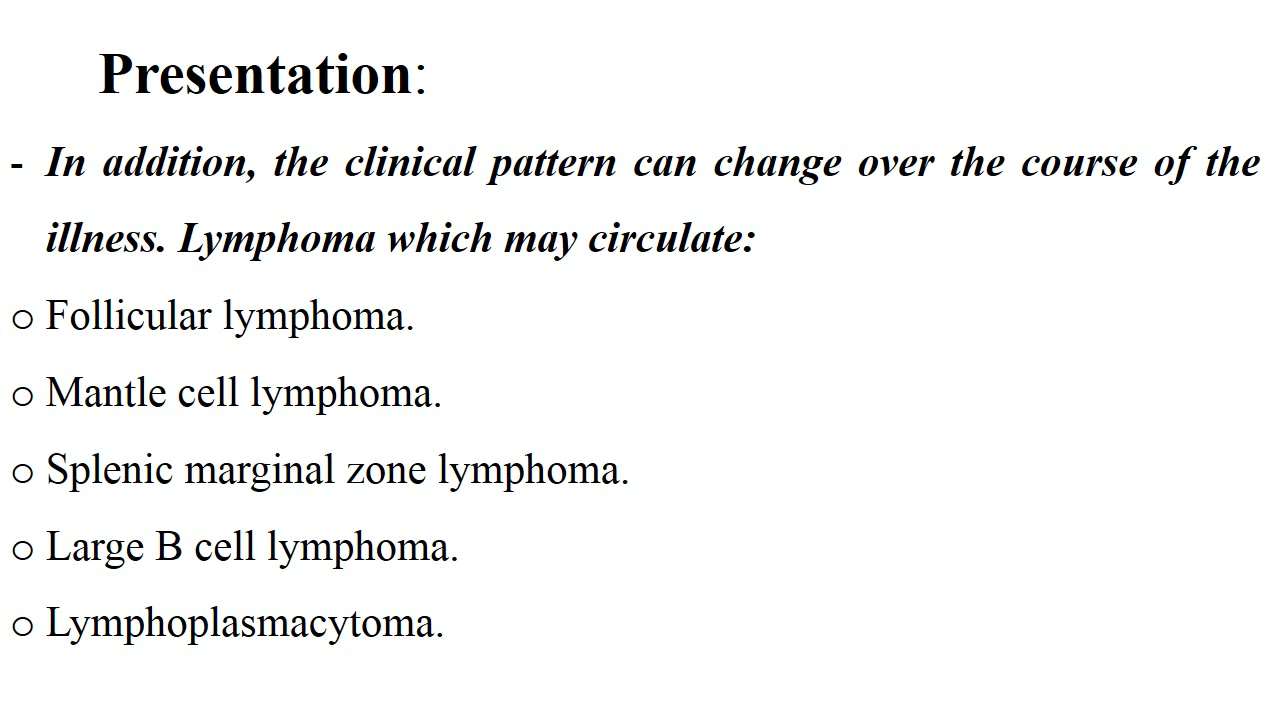 Presentation:
- In addition, the clinical pattern can change over the course of the
illness. Lymphoma which may circulate:
o Follicular lymphoma.
o Mantle cell lymphoma.
o Splenic marginal zone lymphoma.
o Large B cell lymphoma.
o Lymphoplasmacytoma.